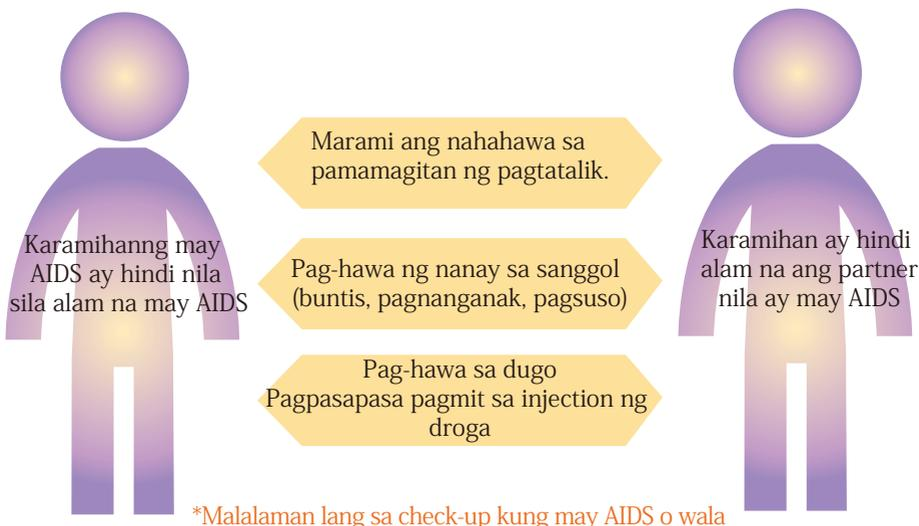 Karamihanng may
AIDS ay hindi nila
sila alam na may AIDS
Marami ang nahahawa sa
pamamagitan ng pagtatalik.
Pag-hawa ng nanay sa sanggol
(buntis, pagnanganak, pagsuso)
Pag-hawa sa dugo
Pagpasapasa pagmit sa injection ng
droga
Karamihan ay hindi
alam na ang partner
nila ay may AIDS
*Malalaman lang sa check-up kung may AIDS o wala